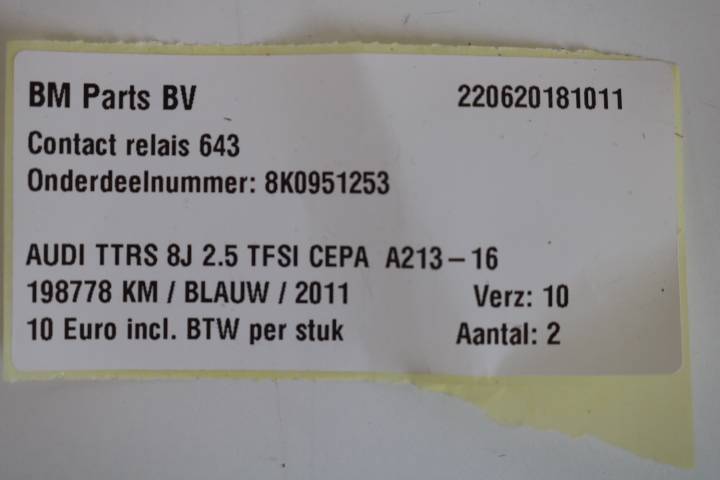 BM Parts BV 220620181011
Contact relais 643
Onderdeelnummer: 8K0951253
AUDI TTRS 8J 2.5 TFSI CEPA A213-16
198778 KM / BLAUW / 2011 Verz: 10
10 Euro incl. BTW per stuk Aantal: 2